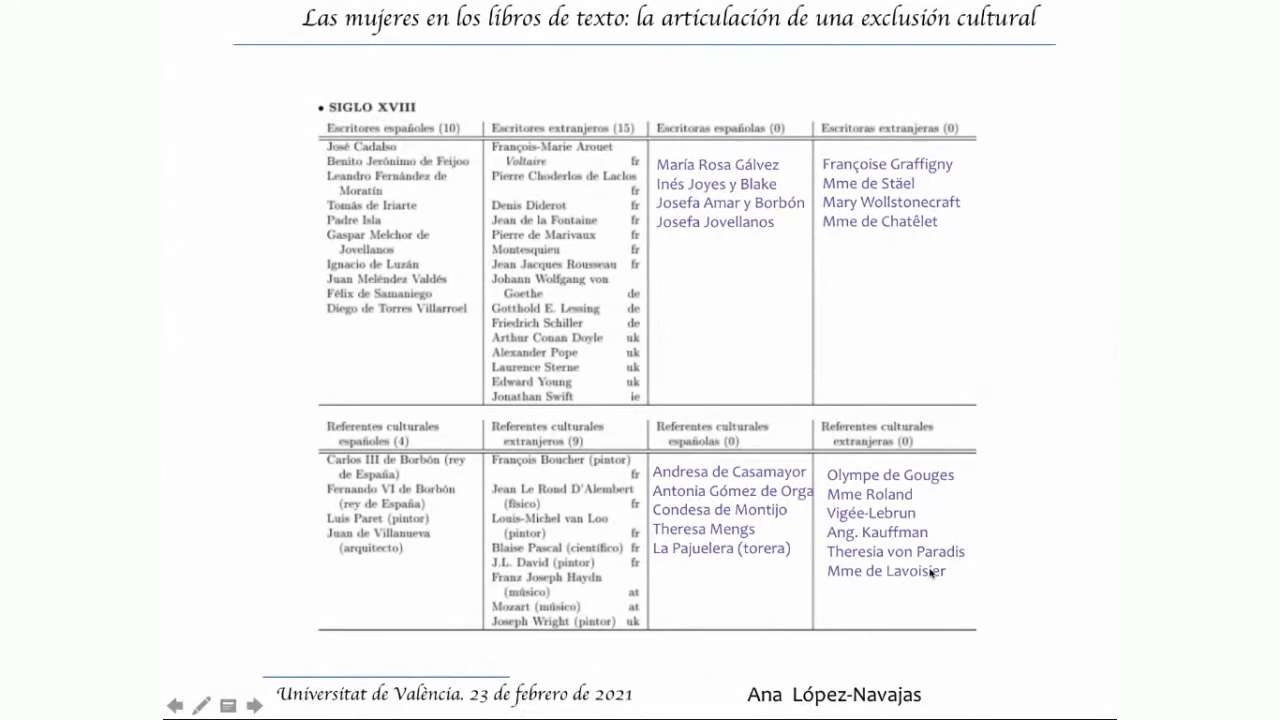 Las mujeres en los libros de texto: la articulación de una exclusión cultural
• SIGLO XVIII
Escritores españoles (10)
José Cadalso
Benito Jerónimo de Feijoo
Leandro Fernández de
Moratín
Tomás de Iriarte
Padre Isla
Gaspar Melchor de
Jovellanos
Ignacio de Luzán
Juan Meléndez Valdés
Félix de Samaniego
Diego de Torres Villarroel
Escritores extranjeros (15)
François-Marie Arouet
Voltaire fr
Pierre Choderlos de Laclos
fr
Denis Diderot fr
Jean de la Fontaine fr
Pierre de Marivaux fr
Montesquieu fr
Jean Jacques Rousseau fr
Johann Wolfgang von
Goethe de
Gotthold E. Lessing de
Friedrich Schiller de
Arthur Conan Doyle uk
Alexander Pope uk
Laurence Sterne uk
Edward Young uk
Jonathan Swift ie
Escritoras españolas (0)
María Rosa Gálvez
Inés Joyes y Blake
Josefa Amar y Borbón
Josefa Jovellanos
Escritoras extranjeras (0)
Françoise Graffigny
Mme de Stäel
Mary Wollstonecraft
Mme de Chatêlet
Referentes culturales
españoles (4)
Carlos III de Borbón (rey
de España)
Fernando VI de Borbón
(rey de España)
Luis Paret (pintor)
Juan de Villanueva
(arquitecto)
Referentes culturales
extranjeros (9)
François Boucher (pintor)
fr
Jean Le Rond D'Alembert
(físico) fr
Louis-Michel van Loo
(pintor) fr
Blaise Pascal (científico) fr
J.L. David (pintor) fr
Franz Joseph Haydn
(músico) at
Mozart (músico) at
Joseph Wright (pintor) uk
Referentes culturales
españolas (0)
Andresa de Casamayor
Antonia Gómez de Orga
Condesa de Montijo
Theresa Mengs
La Pajuelera (torera)
Referentes culturales
extranjeras (0)
Olympe de Gouges
Mme Roland
Vigée-Lebrun
Ang. Kauffman
Theresia von Paradis
Mme de Lavoisier
Universitat de València. 23 de febrero de 2021
Ana López-Navajas